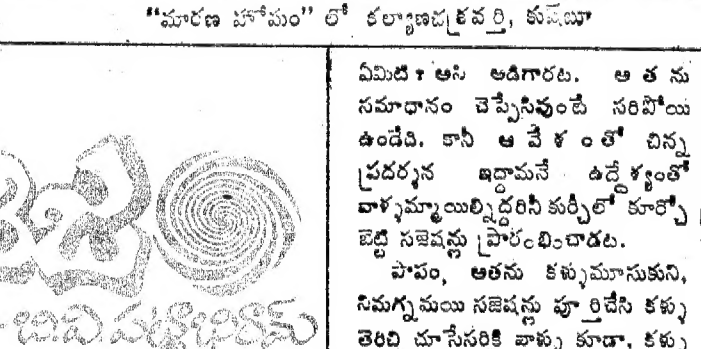 “మారణ హోమం” లో కల్యాణచక్రవర్తి, కుషుబూ
ఏమిటి? అని అడిగారట. ఆ త ను
సమాధానం చెప్పేసివుంటే సరిపోయి
ఉండేది. కానీ ఆ వే శ ం తో చిన్న
ప్రదర్శన ఇద్దామనే ఉద్దేశ్యంతో
వాళ్ళమ్మాయిల్నిద్దరినీ కుర్చీలో కూర్చో
బెట్టి సజెషన్లు ప్రారంభించాడట.
పాపం, అతను కళ్ళుమూసుకుని,
నిమగ్నమయి సజెషన్లు పూర్తిచేసి కళ్ళు
తెరిచి చూసేసరికి వాళ్ళు కూడా, కళ్ళు
బి.వి. పట్టాభిరామ్